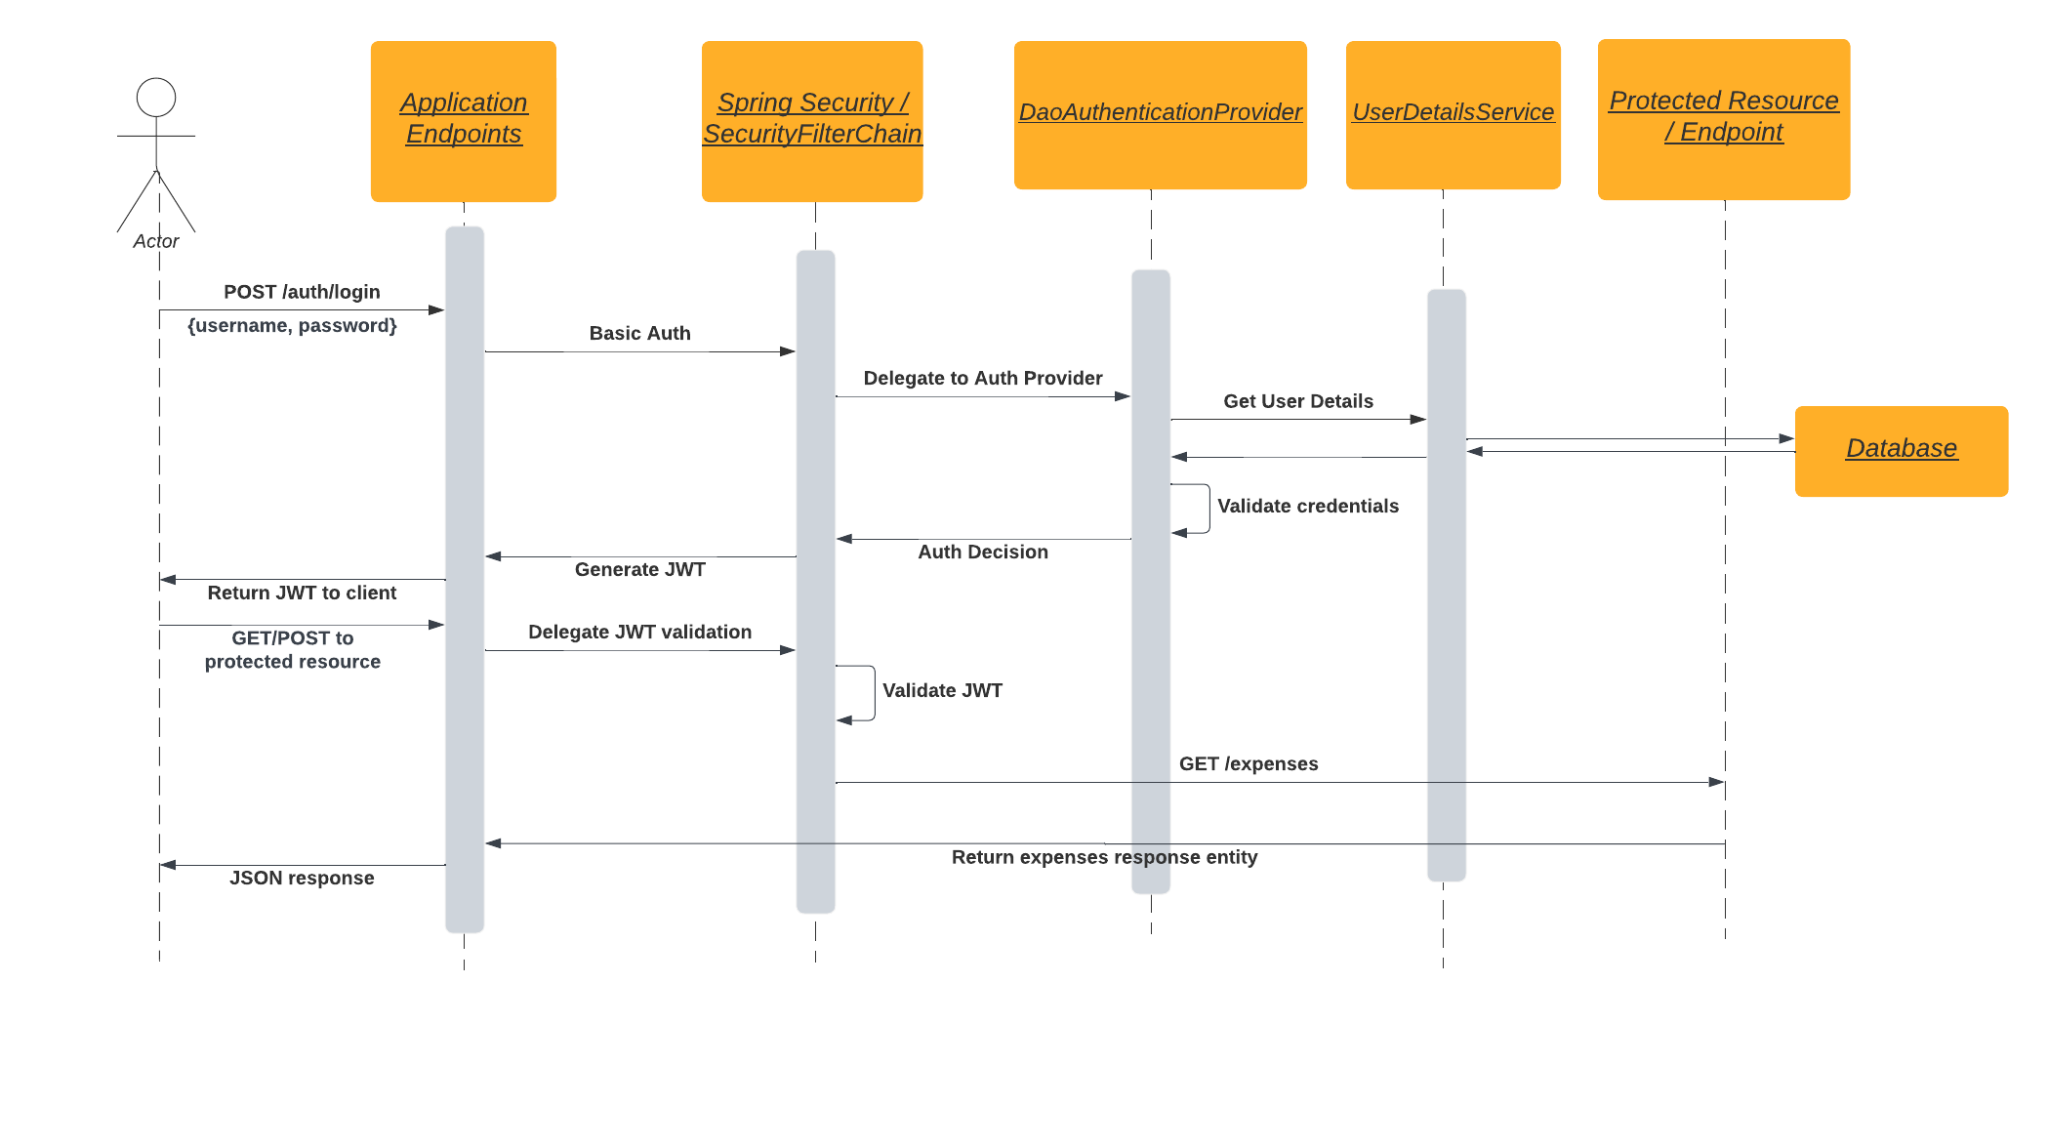 Application
Endpoints
Spring Security /
SecurityFilterChain
DaoAuthenticationProvider
UserDetailsService
Protected Resource
/ Endpoint
Actor
POST /auth/login
{username, password}
Basic Auth
Delegate to Auth Provider
Get User Details
Database
Validate credentials
Auth Decision
Generate JWT
Return JWT to client
GET/POST to
protected resource
Delegate JWT validation
Validate JWT
GET /expenses
Return expenses response entity
JSON response